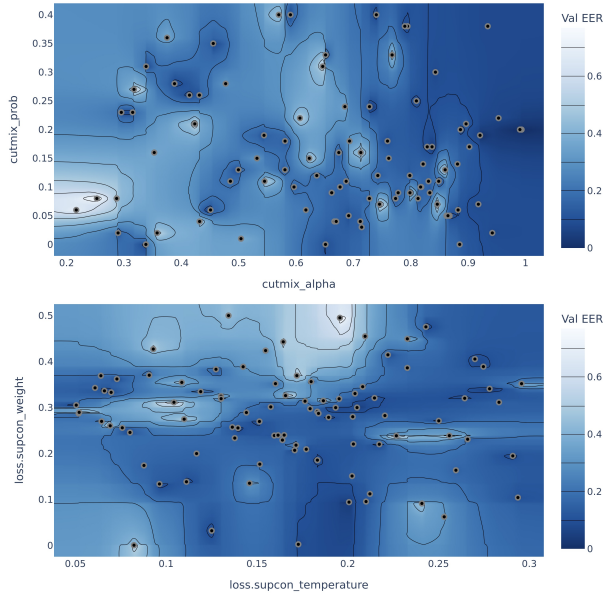 Val EER
0.4
0.35
0.3
0.25
0.2
0.15
0.1
0.05
0
cutmix_prob
0.6
0.4
0.2
0
0.2 0.3 0.4 0.5 0.6 0.7 0.8 0.9 1
cutmix_alpha
Val EER
0.5
0.4
0.3
0.2
0.1
0
loss.supcon_weight
0.6
0.4
0.2
0
0.05 0.1 0.15 0.2 0.25 0.3
loss.supcon_temperature